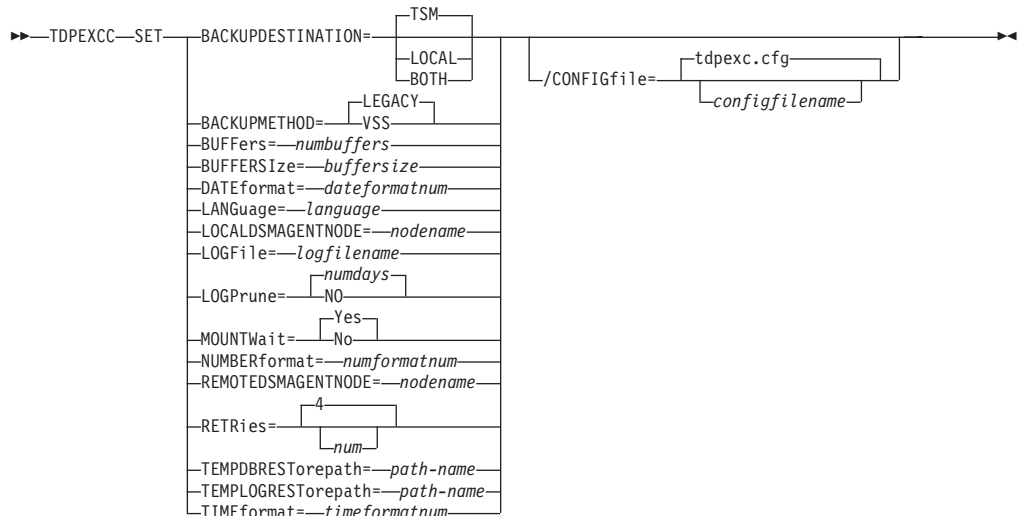 TSM
TDPEXCC SET BACKUPDESTINATION=
LOCAL
BOTH
/CONFIGfile= tdpexc.cfg
configfilename
LEGACY
BACKUPMETHOD= VSS
BUFFers= numbuffers
BUFFERSIze= buffersize
DATEformat= dateformatnum
LANGuage= language
LOCALDSMAGENTNODE= nodename
LOGFile= logfilename
numdays
LOGPrune= NO
Yes
MOUNTWait= No
NUMBERformat= numformatnum
REMOTEDSMAGENTNODE= nodename
4
RETRies=
num
TEMPDBRESTorepath= path-name
TEMPLOGRESTorepath= path-name
TIMEformat= timeformatnum